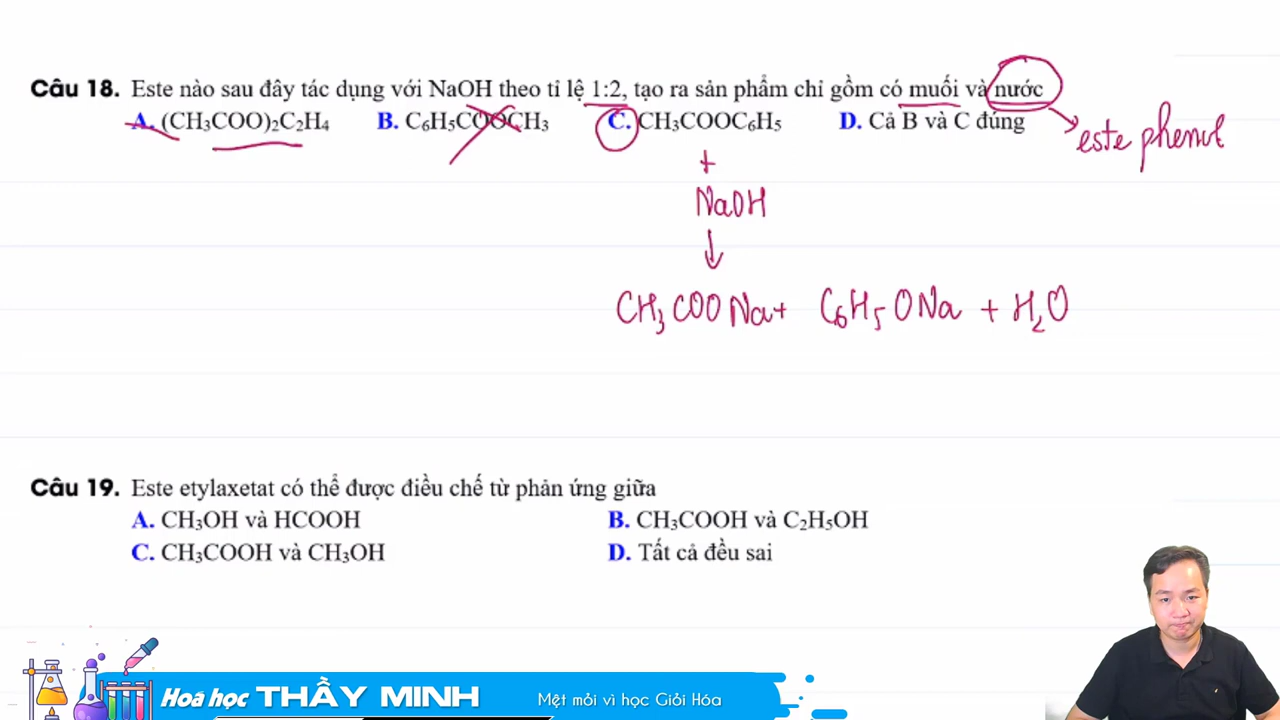 Câu 18. Este nào sau đây tác dụng với NaOH theo tỉ lệ 1:2, tạo ra sản phẩm chỉ gồm có muối và nước
A. (CH₃COO)₂C₂H₄ B. C₆H₅COOCH₃ C. CH₃COOC₆H₅ D. Cả B và C đúng
este phenol
+
NaOH
↓
CH₃COONa + C₆H₅ONa + H₂O
Câu 19. Este etylaxetat có thể được điều chế từ phản ứng giữa
A. CH₃OH và HCOOH B. CH₃COOH và C₂H₅OH
C. CH₃COOH và CH₃OH D. Tất cả đều sai
Hoá học THẦY MINH Mệt mỏi vì học Giỏi Hóa